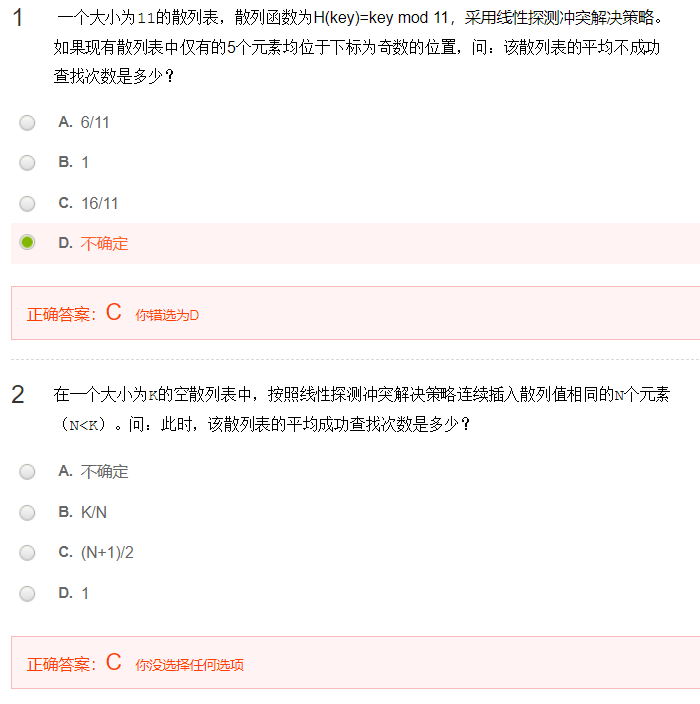 1 一个大小为11的散列表，散列函数为H(key)=key mod 11，采用线性探测冲突解决策略。
如果现有散列表中仅有的5个元素均位于下标为奇数的位置，问：该散列表的平均不成功
查找次数是多少？
A. 6/11
B. 1
C. 16/11
D. 不确定
正确答案：C 你错选为D
2 在一个大小为K的空散列表中，按照线性探测冲突解决策略连续插入散列值相同的N个元素
（N<K）。问：此时，该散列表的平均成功查找次数是多少？
A. 不确定
B. K/N
C. (N+1)/2
D. 1
正确答案：C 你没选择任何选项